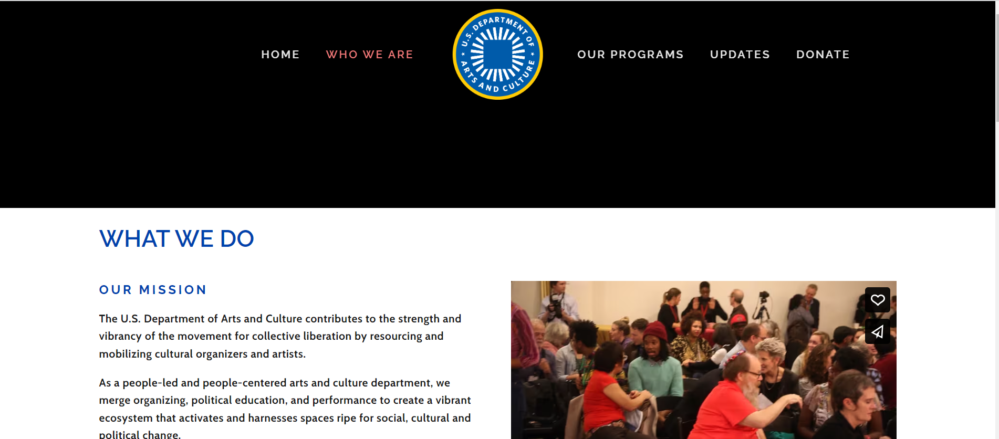 HOME
WHO WE ARE
U.S. DEPARTMENT OF
ARTS AND CULTURE
OUR PROGRAMS
UPDATES
DONATE
WHAT WE DO
OUR MISSION
The U.S. Department of Arts and Culture contributes to the strength and
vibrancy of the movement for collective liberation by resourcing and
mobilizing cultural organizers and artists.
As a people-led and people-centered arts and culture department, we
merge organizing, political education, and performance to create a vibrant
ecosystem that activates and harnesses spaces ripe for social, cultural and
political change.